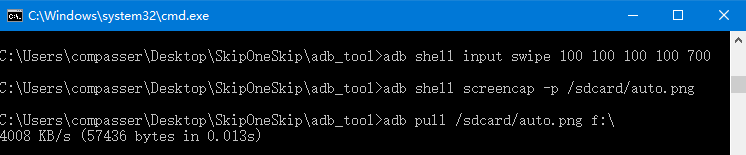 C:\Windows\system32\cmd.exe
C:\Users\compasser\Desktop\SkipOneSkip\adb_tool>adb shell input swipe 100 100 100 100 700
C:\Users\compasser\Desktop\SkipOneSkip\adb_tool>adb shell screencap -p /sdcard/auto.png
C:\Users\compasser\Desktop\SkipOneSkip\adb_tool>adb pull /sdcard/auto.png f:\
4008 KB/s (57436 bytes in 0.013s)